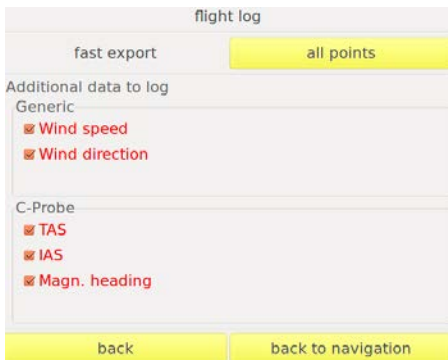 flight log
fast export all points
Additional data to log
Generic
Wind speed
Wind direction
C-Probe
TAS
IAS
Magn. heading
back back to navigation